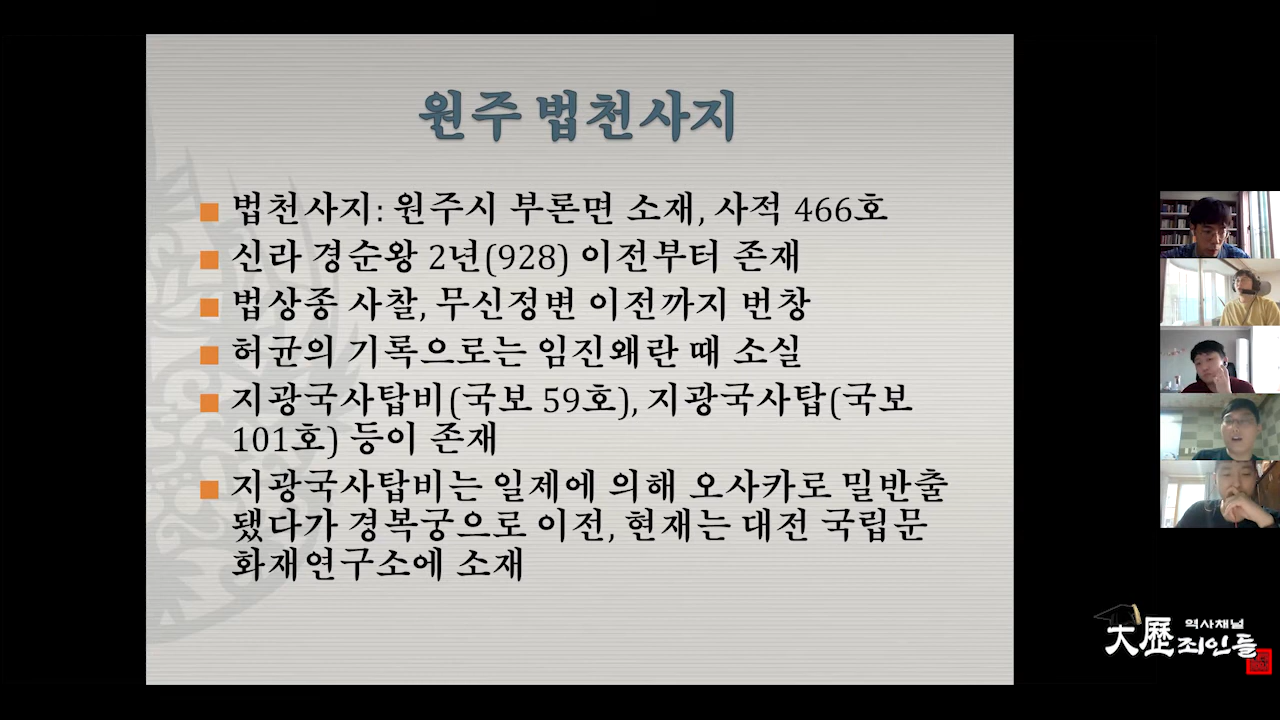 원주 법천사지
법천사지: 원주시 부론면 소재, 사적 466호
신라 경순왕 2년(928) 이전부터 존재
법상종 사찰, 무신정변 이전까지 번창
허균의 기록으로는 임진왜란 때 소실
지광국사탑비(국보 59호), 지광국사탑(국보
101호) 등이 존재
지광국사탑비는 일제에 의해 오사카로 밀반출
됐다가 경복궁으로 이전, 현재는 대전 국립문
화재연구소에 소재
大歷 역사채널
죄인들